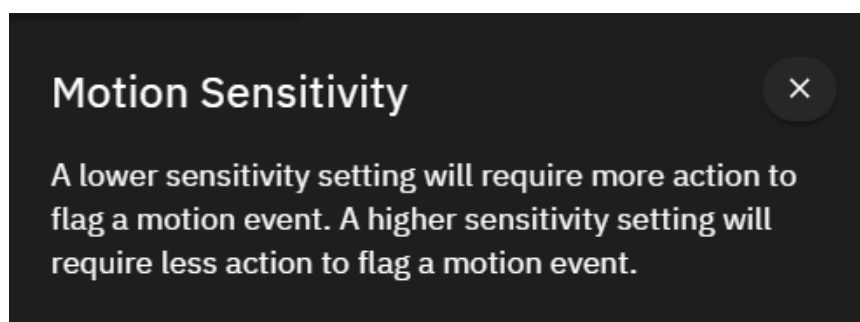 Motion Sensitivity
A lower sensitivity setting will require more action to
flag a motion event. A higher sensitivity setting will
require less action to flag a motion event.